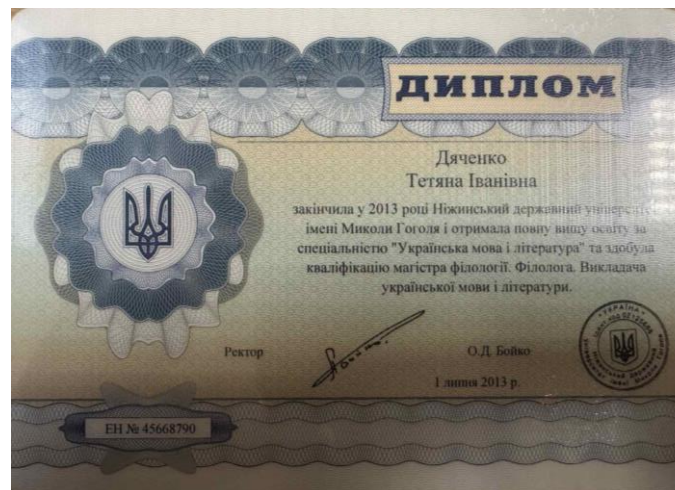 ДИПЛОМ
Дяченко
Тетяна Іванівна
закінчила у 2013 році Ніжинський державний університет
імені Миколи Гоголя і отримала повну вищу освіту за
спеціальністю "Українська мова і література" та здобула
кваліфікацію магістра філології. Філолога. Викладача
української мови і літератури.
Ректор
О.Д. Бойко
1 липня 2013 р.
ЕН № 45668790
УКРАЇНА